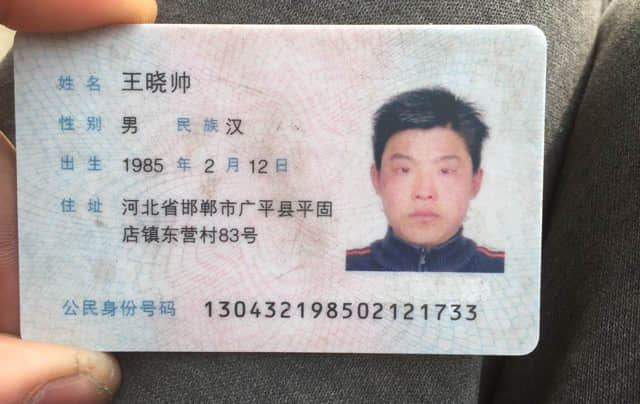 姓名 王晓帅
性别 男 民族 汉
出生 1985 年 2 月 12 日
住址 河北省邯郸市广平县平固
店镇东营村83号
公民身份号码 130432198502121733